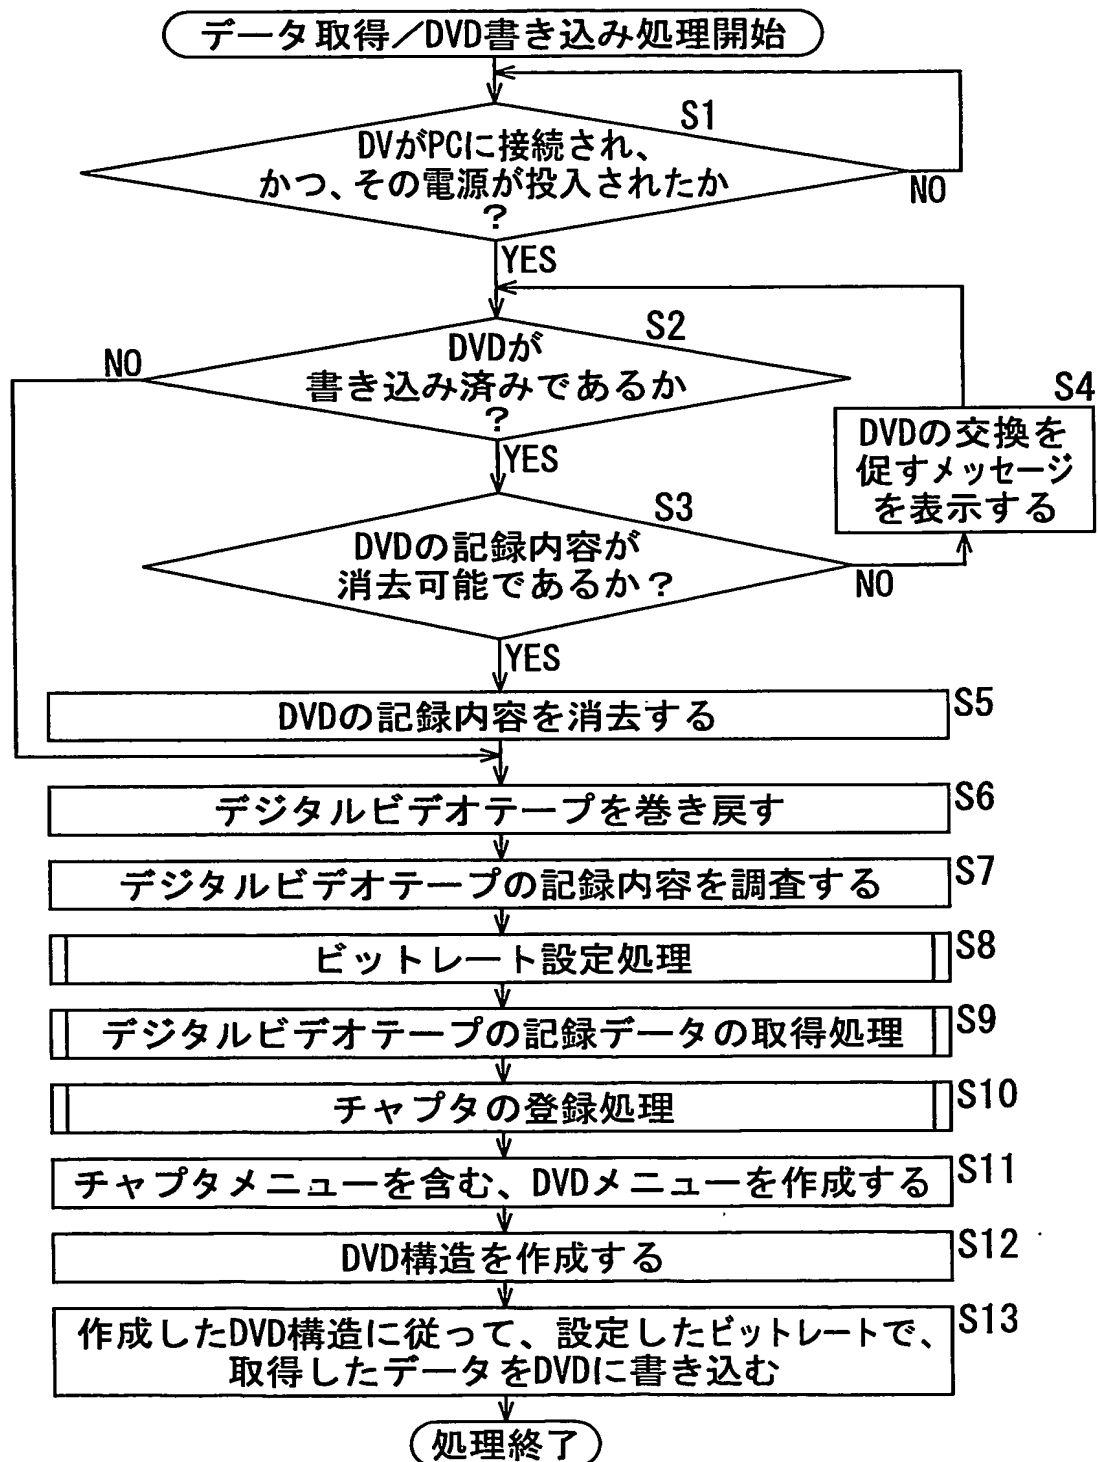 データ取得／DVD書き込み処理開始
S1
DVがPCに接続され、
かつ、その電源が投入されたか
？
NO
YES
S2
DVDが
書き込み済みであるか
？
NO
YES
S4
DVDの交換を
促すメッセージ
を表示する
S3
DVDの記録内容が
消去可能であるか？
NO
YES
DVDの記録内容を消去する
S5
デジタルビデオテープを巻き戻す
S6
デジタルビデオテープの記録内容を調査する
S7
ビットレート設定処理
S8
デジタルビデオテープの記録データの取得処理
S9
チャプタの登録処理
S10
チャプタメニューを含む、DVDメニューを作成する
S11
DVD構造を作成する
S12
作成したDVD構造に従って、設定したビットレートで、
取得したデータをDVDに書き込む
S13
処理終了